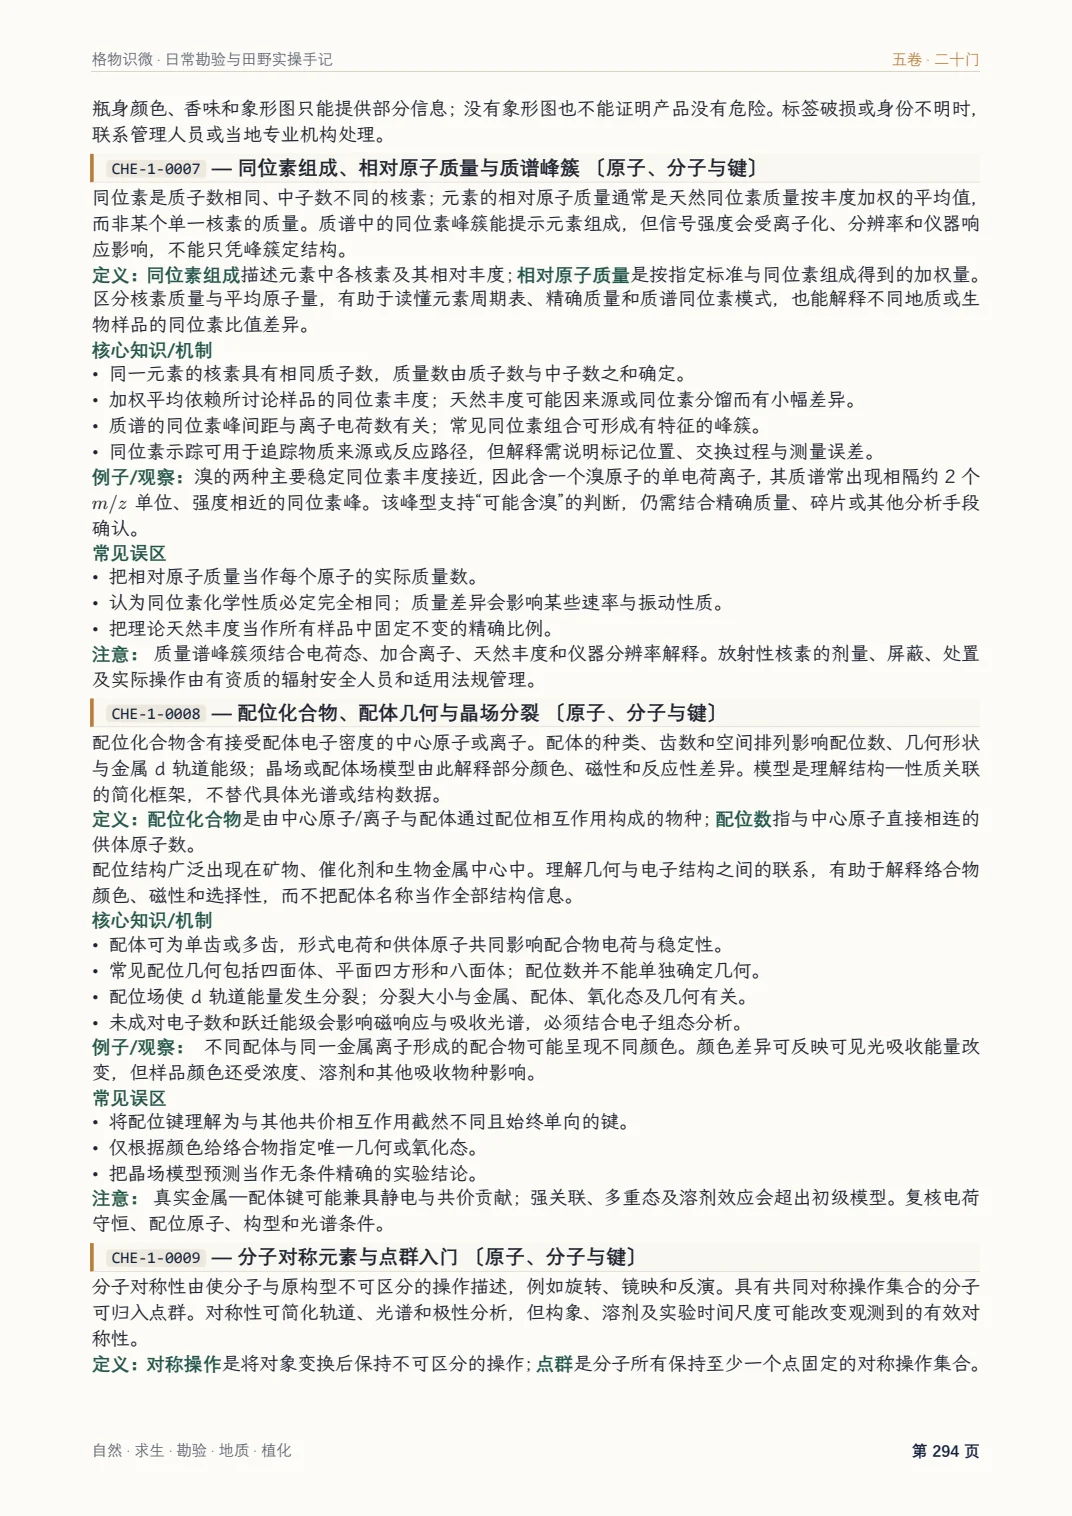 格物识微 · 日常勘验与田野实操手记
五卷 · 二十门
瓶身颜色、香味和象形图只能提供部分信息；没有象形图也不能证明产品没有危险。标签破损或身份不明时，
联系管理人员或当地专业机构处理。
CHE-1-0007 — 同位素组成、相对原子质量与质谱峰簇 〔原子、分子与键〕
同位素是质子数相同、中子数不同的核素；元素的相对原子质量通常是天然同位素质量按丰度加权的平均值，
而非某个单一核素的质量。质谱中的同位素峰簇能提示元素组成，但信号强度会受离子化、分辨率和仪器响
应影响，不能只凭峰簇定结构。
定义：同位素组成描述元素中各核素及其相对丰度；相对原子质量是按指定标准与同位素组成得到的加权量。
区分核素质量与平均原子量，有助于读懂元素周期表、精确质量和质谱同位素模式，也能解释不同地质或生
物样品的同位素比值差异。
核心知识/机制
• 同一元素的核素具有相同质子数，质量数由质子数与中子数之和确定。
• 加权平均依赖所讨论样品的同位素丰度；天然丰度可能因来源或同位素分馏而有小幅差异。
• 质谱的同位素峰间距与离子电荷数有关；常见同位素组合可形成有特征的峰簇。
• 同位素示踪可用于追踪物质来源或反应路径，但解释需说明标记位置、交换过程与测量误差。
例子/观察：溴的两种主要稳定同位素丰度接近，因此含一个溴原子的单电荷离子，其质谱常出现相隔约 2 个
m/z 单位、强度相近的同位素峰。该峰型支持“可能含溴”的判断，仍需结合精确质量、碎片或其他分析手段
确认。
常见误区
• 把相对原子质量当作每个原子的实际质量数。
• 认为同位素化学性质必定完全相同；质量差异会影响某些速率与振动性质。
• 把理论天然丰度当作所有样品中固定不变的精确比例。
注意： 质量谱峰簇须结合电荷态、加合离子、天然丰度和仪器分辨率解释。放射性核素的剂量、屏蔽、处置
及实际操作由有资质的辐射安全人员和适用法规管理。
CHE-1-0008 — 配位化合物、配体几何与晶场分裂 〔原子、分子与键〕
配位化合物含有接受配体电子密度的中心原子或离子。配体的种类、齿数和空间排列影响配位数、几何形状
与金属 d 轨道能级；晶场或配体场模型由此解释部分颜色、磁性和反应性差异。模型是理解结构—性质关联
的简化框架，不替代具体光谱或结构数据。
定义：配位化合物是由中心原子/离子与配体通过配位相互作用构成的物种；配位数指与中心原子直接相连的
供体原子数。
配位结构广泛出现在矿物、催化剂和生物金属中心中。理解几何与电子结构之间的联系，有助于解释络合物
颜色、磁性和选择性，而不把配体名称当作全部结构信息。
核心知识/机制
• 配体可为单齿或多齿，形式电荷和供体原子共同影响配合物电荷与稳定性。
• 常见配位几何包括四面体、平面四方形和八面体；配位数并不能单独确定几何。
• 配位场使 d 轨道能量发生分裂；分裂大小与金属、配体、氧化态及几何有关。
• 未成对电子数和跃迁能级会影响磁响应与吸收光谱，必须结合电子组态分析。
例子/观察： 不同配体与同一金属离子形成的配合物可能呈现不同颜色。颜色差异可反映可见光吸收能量改
变，但样品颜色还受浓度、溶剂和其他吸收物种影响。
常见误区
• 将配位键理解为与其他共价相互作用截然不同且始终单向的键。
• 仅根据颜色给络合物指定唯一几何或氧化态。
• 把晶场模型预测当作无条件精确的实验结论。
注意： 真实金属—配体键可能兼具静电与共价贡献；强关联、多重态及溶剂效应会超出初级模型。复核电荷
守恒、配位原子、构型和光谱条件。
CHE-1-0009 — 分子对称元素与点群入门 〔原子、分子与键〕
分子对称性由使分子与原构型不可区分的操作描述，例如旋转、镜映和反演。具有共同对称操作集合的分子
可归入点群。对称性可简化轨道、光谱和极性分析，但构象、溶剂及实验时间尺度可能改变观测到的有效对
称性。
定义：对称操作是将对象变换后保持不可区分的操作；点群是分子所有保持至少一个点固定的对称操作集合。
自然 · 求生 · 勘验 · 地质 · 植化
第 294 页